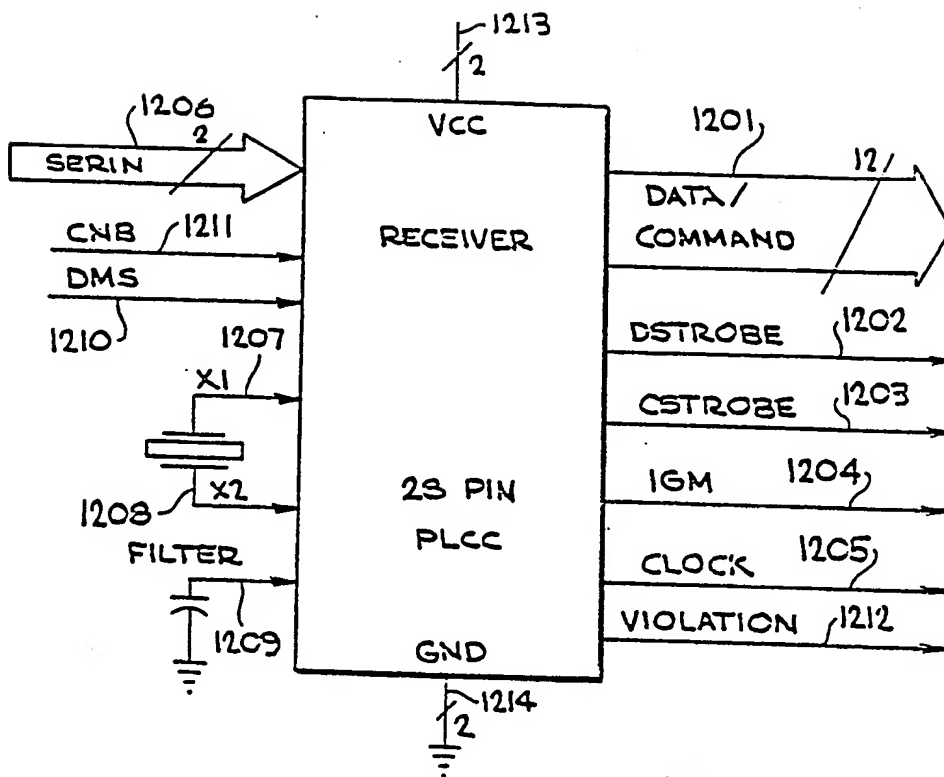 1213
2
1206
2
SERIN
VCC
1201
12
DATA/
COMMAND
CNB
1211
RECEIVER
DMS
1210
1207
DSTROBE
1202
X1
CSTROBE
1203
X2
1208
28 PIN
PLCC
IGM
1204
FILTER
1209
CLOCK
1205
VIOLATION
1212
GND
1214
2